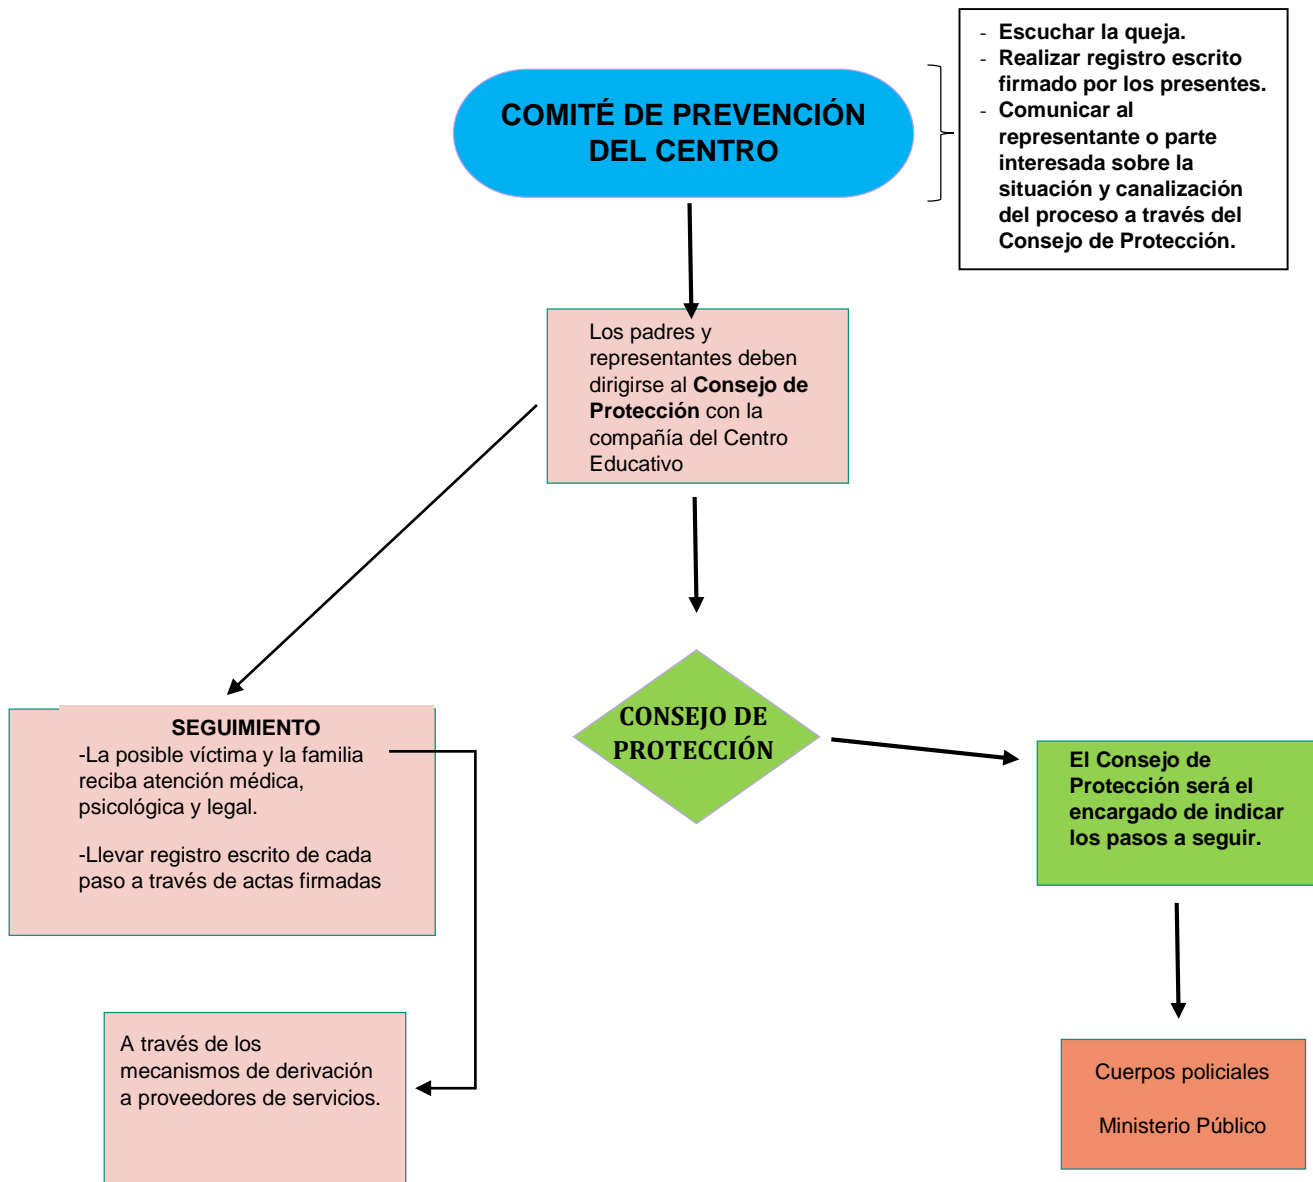 COMITÉ DE PREVENCIÓN
DEL CENTRO
- Escuchar la queja.
- Realizar registro escrito
firmado por los presentes.
- Comunicar al
representante o parte
interesada sobre la
situación y canalización
del proceso a través del
Consejo de Protección.
Los padres y
representantes deben
dirigirse al Consejo de
Protección con la
compañía del Centro
Educativo
SEGUIMIENTO
-La posible víctima y la familia
reciba atención médica,
psicológica y legal.
-Llevar registro escrito de cada
paso a través de actas firmadas
CONSEJO DE
PROTECCIÓN
El Consejo de
Protección será el
encargado de indicar
los pasos a seguir.
A través de los
mecanismos de derivación
a proveedores de servicios.
Cuerpos policiales
Ministerio Público